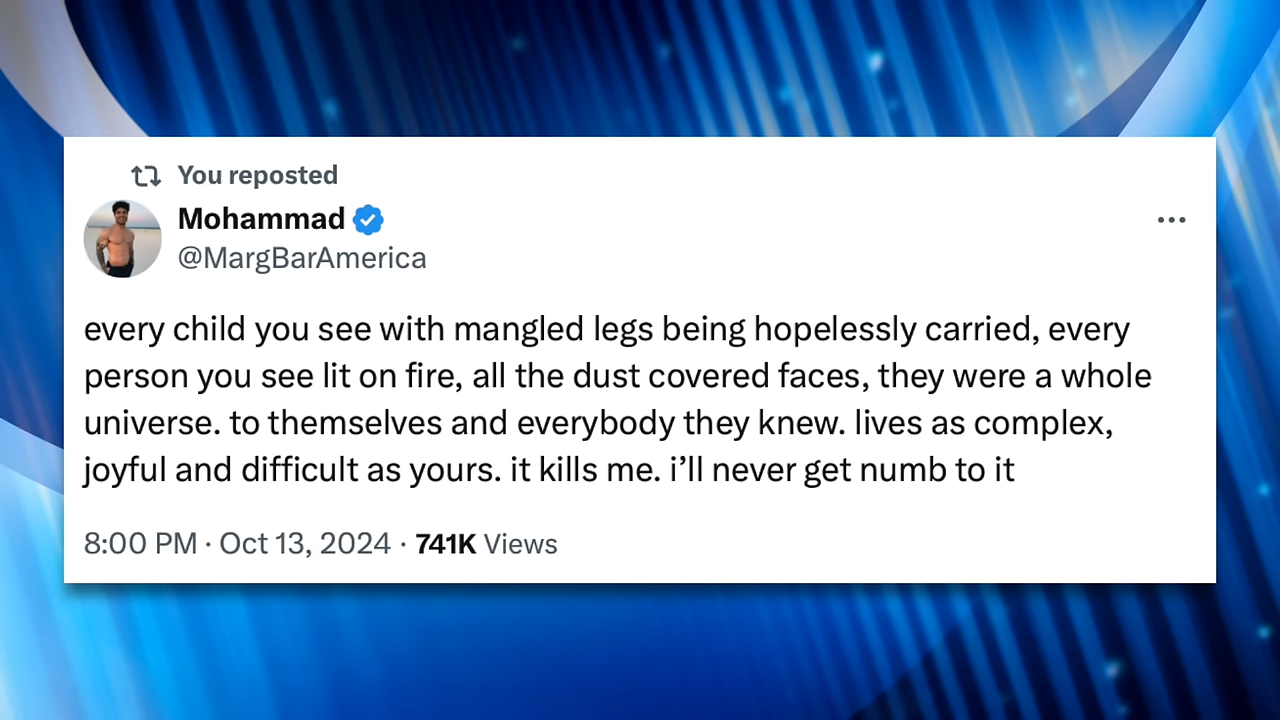 You reposted
Mohammad
@MargBarAmerica
every child you see with mangled legs being hopelessly carried, every
person you see lit on fire, all the dust covered faces, they were a whole
universe. to themselves and everybody they knew. lives as complex,
joyful and difficult as yours. it kills me. i’ll never get numb to it
8:00 PM · Oct 13, 2024 · 741K Views